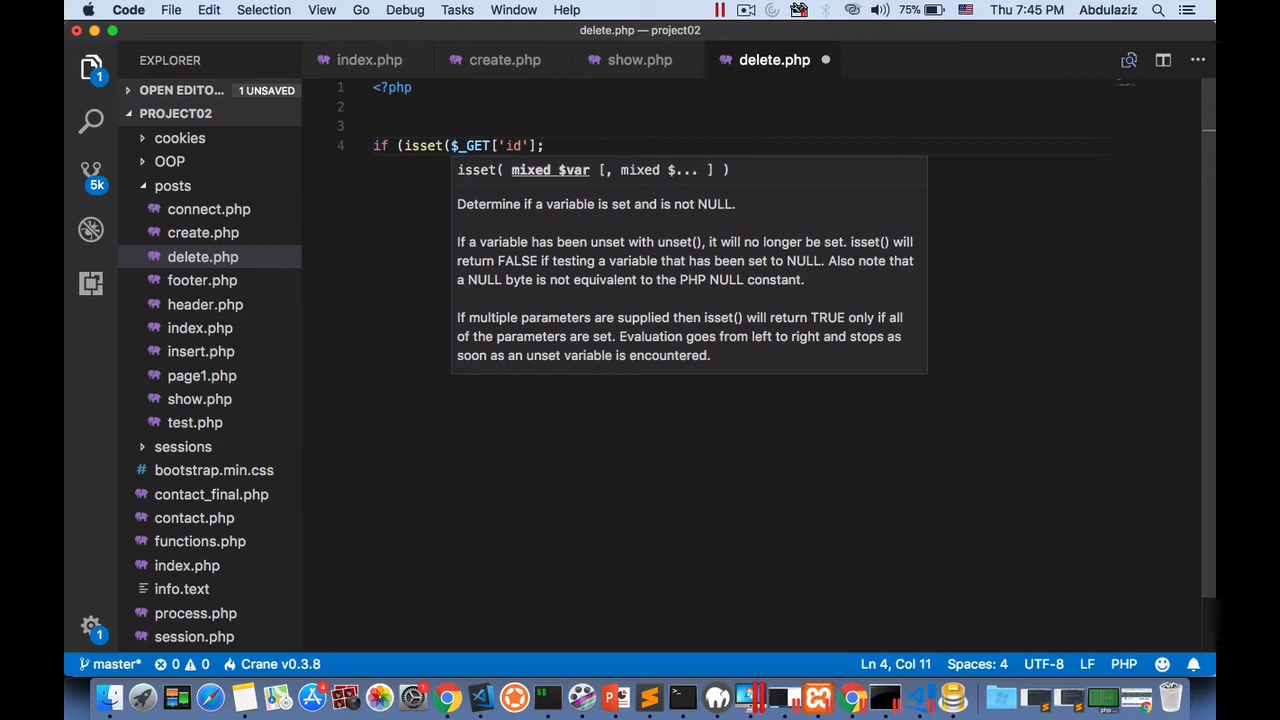 Code File Edit Selection View Go Debug Tasks Window Help 75% Thu 7:45 PM Abdulaziz
delete.php — project02
EXPLORER
index.php create.php show.php delete.php
1
OPEN EDITO... 1 UNSAVED
PROJECT02
cookies
OOP
posts
connect.php
create.php
delete.php
footer.php
header.php
index.php
insert.php
page1.php
show.php
test.php
sessions
bootstrap.min.css
contact_final.php
contact.php
functions.php
index.php
info.text
process.php
session.php
5k
1
1 <?php
2
3
4 if (isset($_GET['id'];
isset( mixed $var [, mixed $... ] )
Determine if a variable is set and is not NULL.
If a variable has been unset with unset(), it will no longer be set. isset() will
return FALSE if testing a variable that has been set to NULL. Also note that
a NULL byte is not equivalent to the PHP NULL constant.
If multiple parameters are supplied then isset() will return TRUE only if all
of the parameters are set. Evaluation goes from left to right and stops as
soon as an unset variable is encountered.
master* 0 0 Crane v0.3.8 Ln 4, Col 11 Spaces: 4 UTF-8 LF PHP
4
1